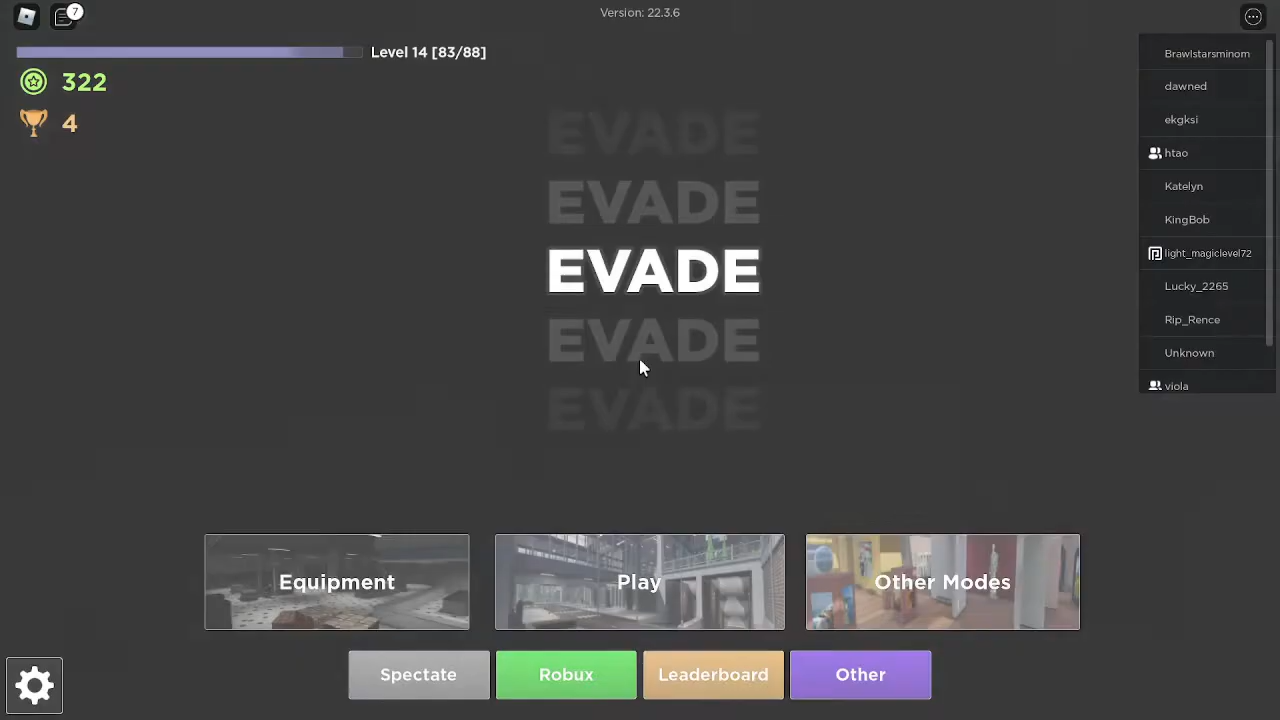 7
Version: 22.3.6
Level 14 [83/88]
322
4
EVADE
EVADE
EVADE
EVADE
EVADE
Brawlstarsminom
dawned
ekgksi
htao
Katelyn
KingBob
light_magiclevel72
Lucky_2265
Rip_Rence
Unknown
viola
Equipment
Play
Other Modes
Spectate
Robux
Leaderboard
Other